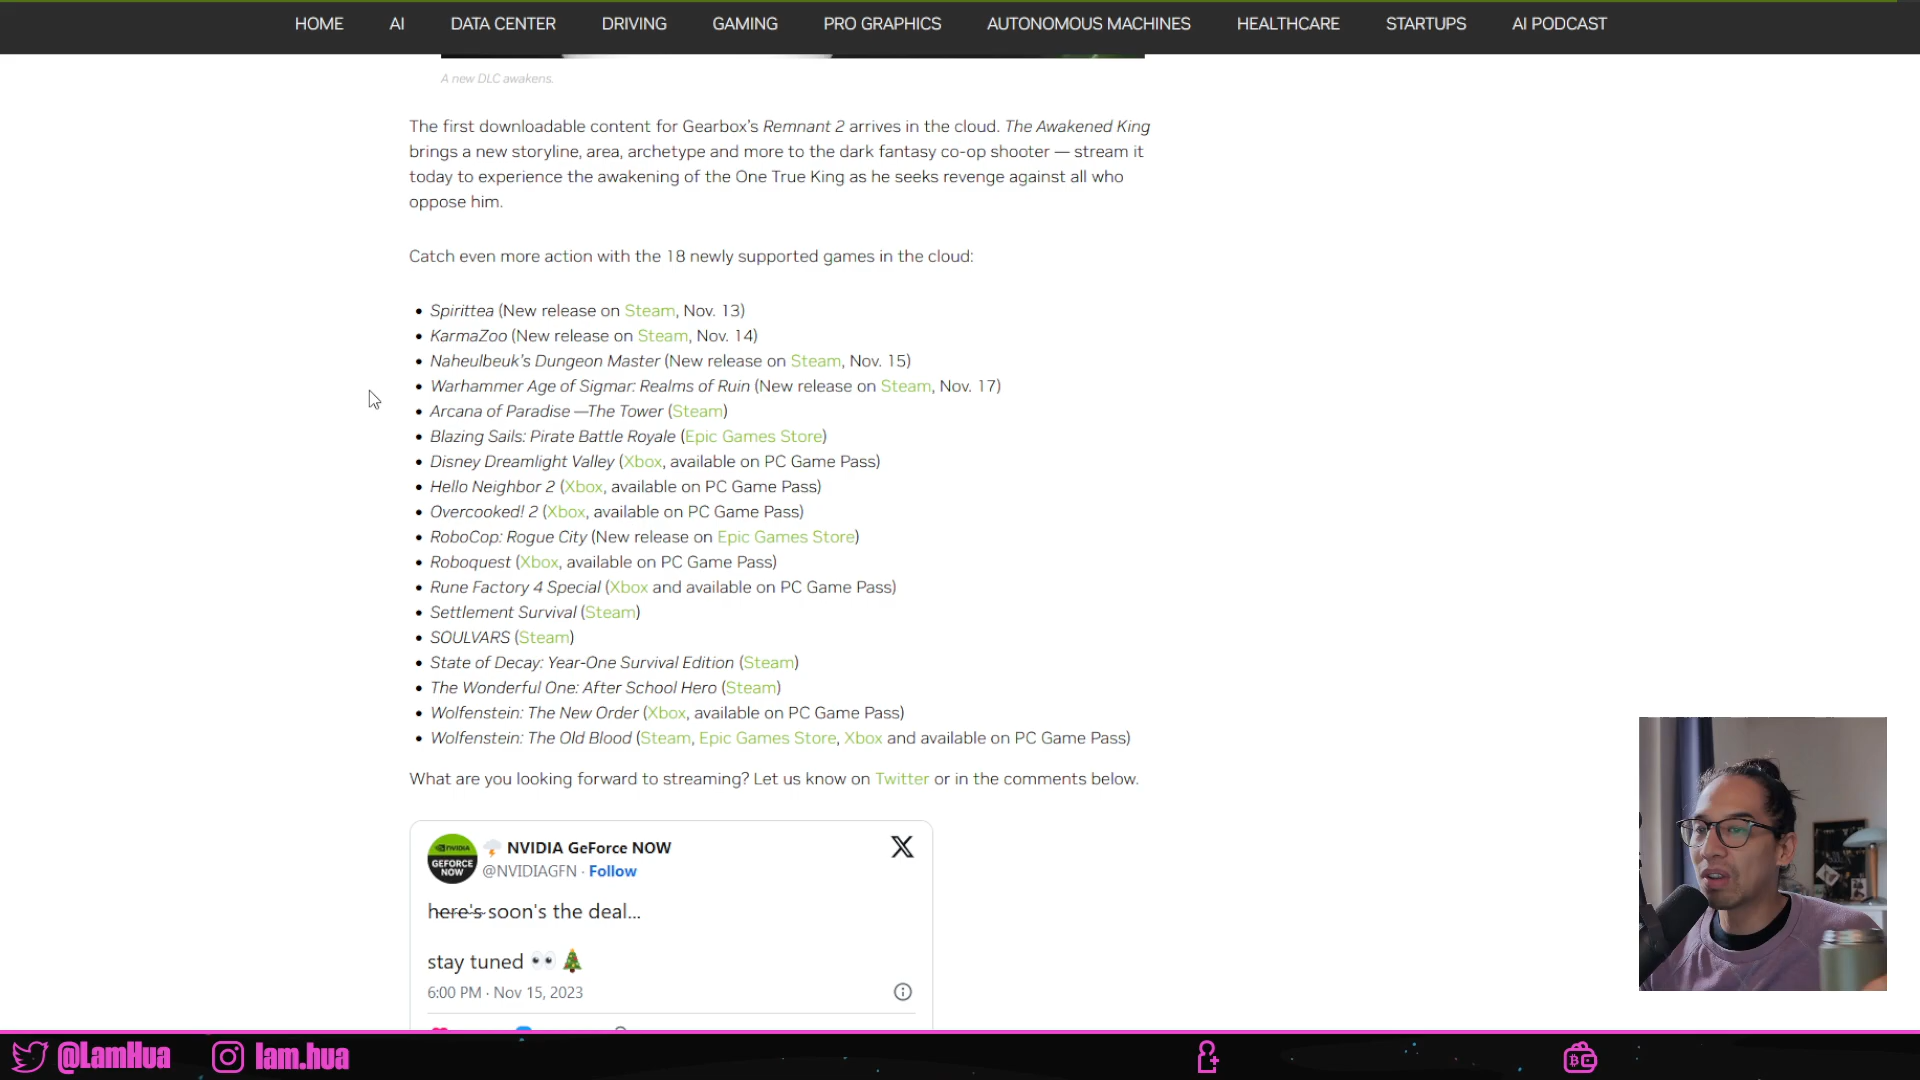 HOME AI DATA CENTER DRIVING GAMING PRO GRAPHICS AUTONOMOUS MACHINES HEALTHCARE STARTUPS AI PODCAST
A new DLC awakens.
The first downloadable content for Gearbox’s Remnant 2 arrives in the cloud. The Awakened King
brings a new storyline, area, archetype and more to the dark fantasy co-op shooter — stream it
today to experience the awakening of the One True King as he seeks revenge against all who
oppose him.
Catch even more action with the 18 newly supported games in the cloud:
• Spirittea (New release on Steam, Nov. 13)
• KarmaZoo (New release on Steam, Nov. 14)
• Naheulbeuk’s Dungeon Master (New release on Steam, Nov. 15)
• Warhammer Age of Sigmar: Realms of Ruin (New release on Steam, Nov. 17)
• Arcana of Paradise —The Tower (Steam)
• Blazing Sails: Pirate Battle Royale (Epic Games Store)
• Disney Dreamlight Valley (Xbox, available on PC Game Pass)
• Hello Neighbor 2 (Xbox, available on PC Game Pass)
• Overcooked! 2 (Xbox, available on PC Game Pass)
• RoboCop: Rogue City (New release on Epic Games Store)
• Roboquest (Xbox, available on PC Game Pass)
• Rune Factory 4 Special (Xbox and available on PC Game Pass)
• Settlement Survival (Steam)
• SOULVARS (Steam)
• State of Decay: Year-One Survival Edition (Steam)
• The Wonderful One: After School Hero (Steam)
• Wolfenstein: The New Order (Xbox, available on PC Game Pass)
• Wolfenstein: The Old Blood (Steam, Epic Games Store, Xbox and available on PC Game Pass)
What are you looking forward to streaming? Let us know on Twitter or in the comments below.
NVIDIA GEFORCE NOW
🌩️ NVIDIA GeForce NOW
@NVIDIAGFN · Follow
here's soon's the deal...
stay tuned 👀 🎄
6:00 PM · Nov 15, 2023
@LamHua lam.hua